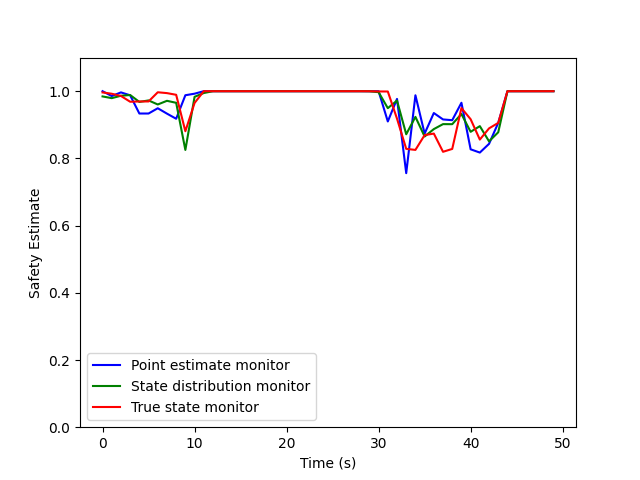 1.0
0.8
0.6
0.4
0.2
0.0
Safety Estimate
Point estimate monitor
State distribution monitor
True state monitor
0 10 20 30 40 50
Time (s)